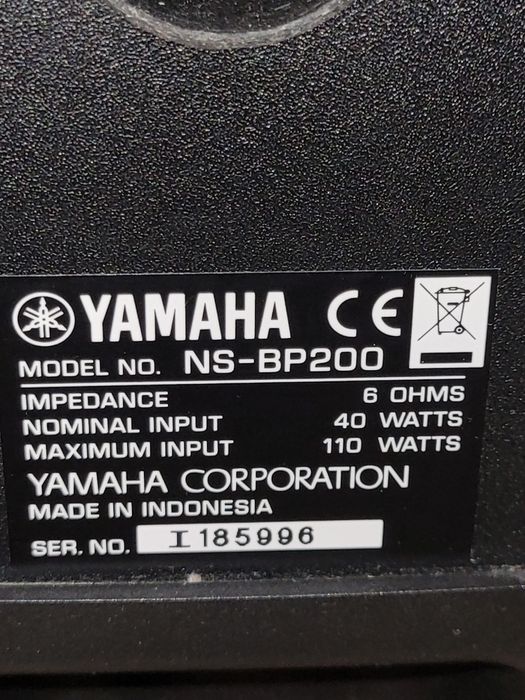 YAMAHA CE
MODEL NO. NS-BP200
IMPEDANCE 6 OHMS
NOMINAL INPUT 40 WATTS
MAXIMUM INPUT 110 WATTS
YAMAHA CORPORATION
MADE IN INDONESIA
SER. NO. I185996